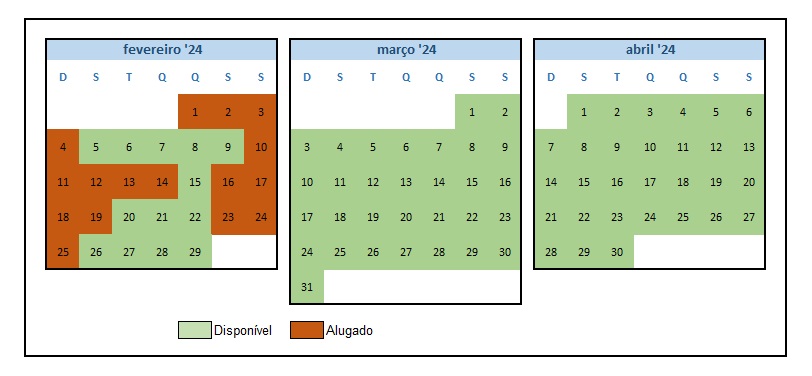 fevereiro '24
D S T Q Q S S
1 2 3
4 5 6 7 8 9 10
11 12 13 14 15 16 17
18 19 20 21 22 23 24
25 26 27 28 29
março '24
D S T Q Q S S
1 2
3 4 5 6 7 8 9
10 11 12 13 14 15 16
17 18 19 20 21 22 23
24 25 26 27 28 29 30
31
abril '24
D S T Q Q S S
1 2 3 4 5 6
7 8 9 10 11 12 13
14 15 16 17 18 19 20
21 22 23 24 25 26 27
28 29 30
Disponível
Alugado